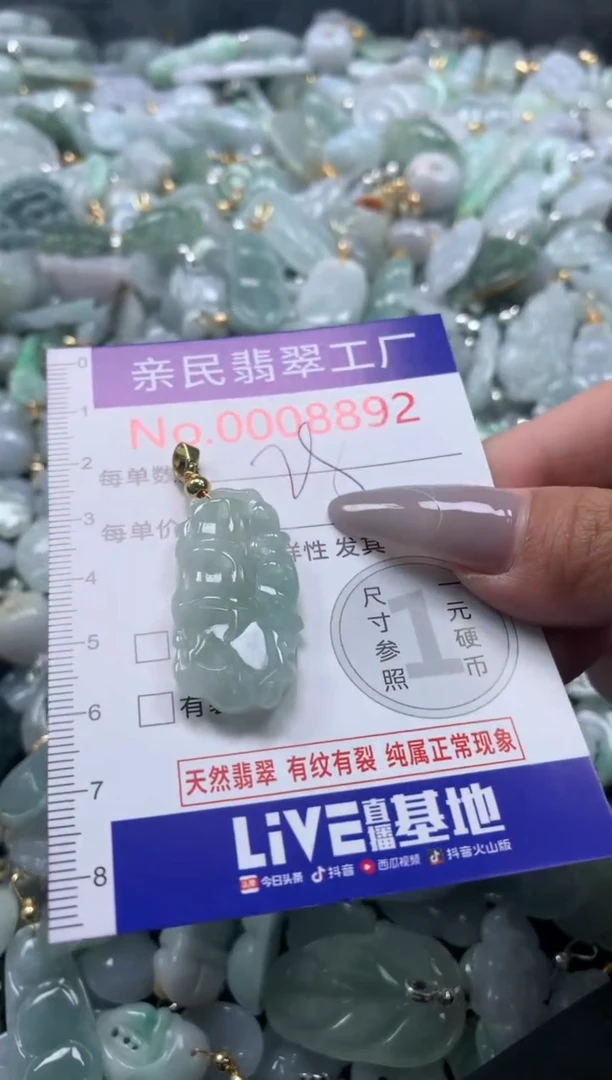 亲民翡翠工厂
No.0008892
每单数
每单价
样性 发其
有
尺寸参照
1
一元硬币
天然翡翠 有纹有裂 纯属正常现象
LiVE直播基地
今日头条 抖音 西瓜视频 抖音火山版
0
1
2
3
4
5
6
7
8